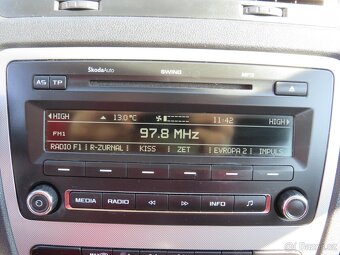 ŠkodaAuto SWING MP3
AS TP
HIGH 13.0°C 11:42 HIGH
FM1 97.8 MHz
RADIO F1 R-ZURNAL KISS ZET EVROPA 2 IMPULS
MEDIA RADIO INFO